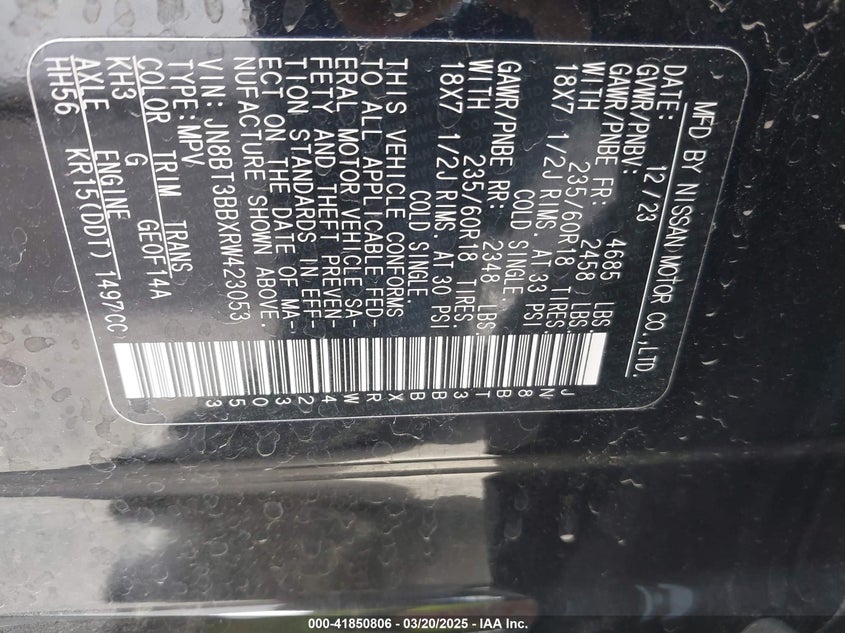 MFD BY NISSAN MOTOR CO.,LTD.
DATE: 12/23
GVWR/PNBV: 4685 LBS
GAWR/PNBE FR: 2458 LBS.
WITH 235/60R18 TIRES.
18X7 1/2J RIMS. AT 33 PSI
COLD SINGLE
GAWR/PNBE RR: 2348 LBS.
WITH 235/60R18 TIRES.
18X7 1/2J RIMS. AT 30 PSI
COLD SINGLE.
THIS VEHICLE CONFORMS
TO ALL APPLICABLE FED-
ERAL MOTOR VEHICLE SA-
FETY AND THEFT PREVEN-
TION STANDARDS IN EFF-
ECT ON THE DATE OF MA-
NUFACTURE SHOWN ABOVE.
VIN: JN8BT3BBXRW423053
TYPE:MPV
COLOR TRIM TRANS
KH3 G GE0F14A
AXLE ENGINE
HH56 KR15(DDT) 1497CC
JN8BT3BBXRW423053
000-41850806 - 03/20/2025 - IAA Inc.